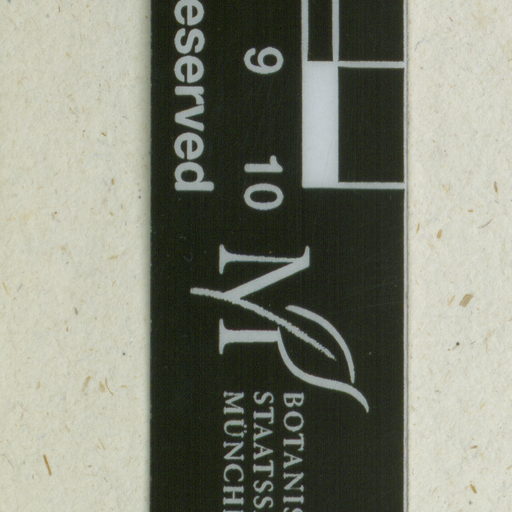 eserved
9 10
M
BOTANIS
STAATSS
MÜNCH